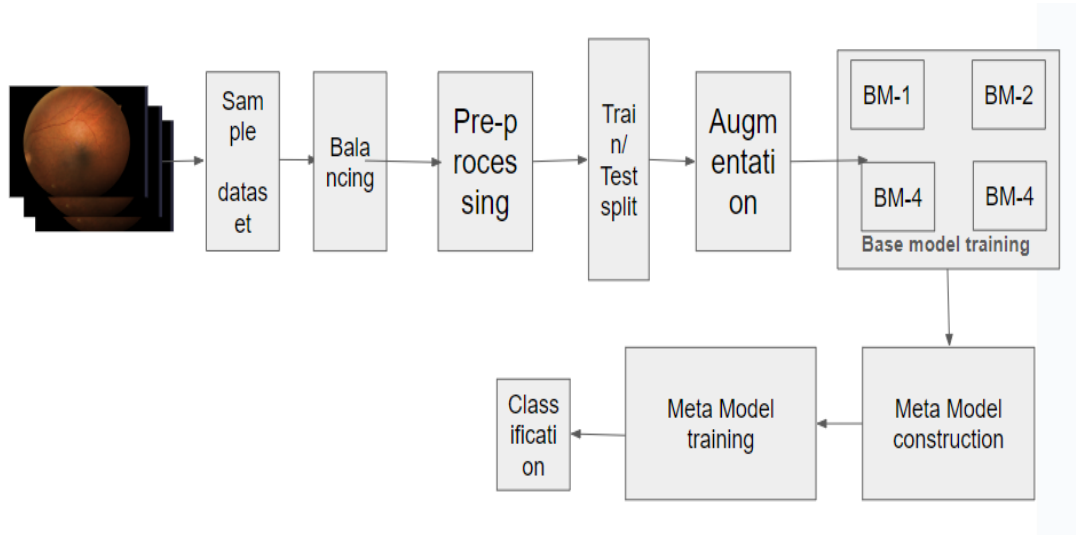 Sam
ple
datas
et
Bala
ncing
Pre-p
roces
sing
Trai
n/
Test
split
Augm
entati
on
BM-1
BM-2
BM-4
BM-4
Base model training
Class
ificati
on
Meta Model
training
Meta Model
construction